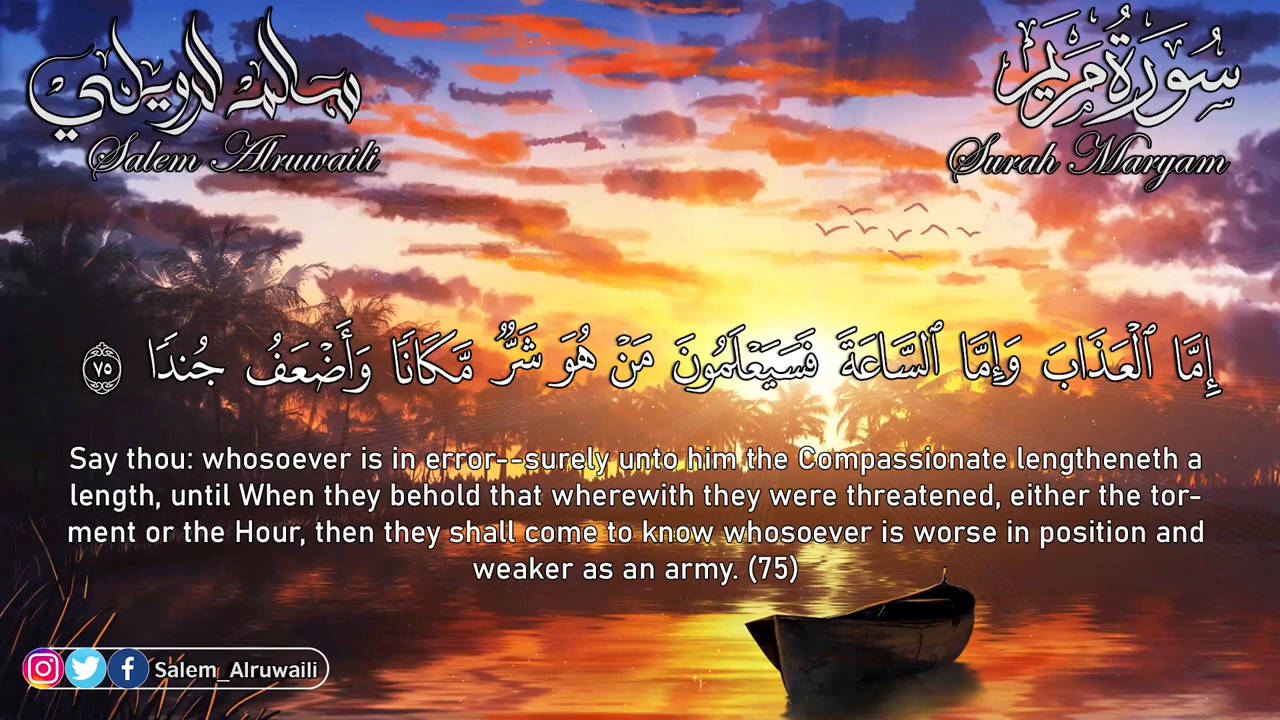 سالم الرويلي
Salem Alruwaili
سُورَةُ مَريَم
Surah Maryam
إِمَّا ٱلْعَذَابَ وَإِمَّا ٱلسَّاعَةَ فَسَيَعْلَمُونَ مَنْ هُوَ شَرٌّ مَّكَانًا وَأَضْعَفُ جُندًا ٧٥
Say thou: whosoever is in error--surely unto him the Compassionate lengtheneth a
length, until When they behold that wherewith they were threatened, either the tor-
ment or the Hour, then they shall come to know whosoever is worse in position and
weaker as an army. (75)
Salem_Alruwaili